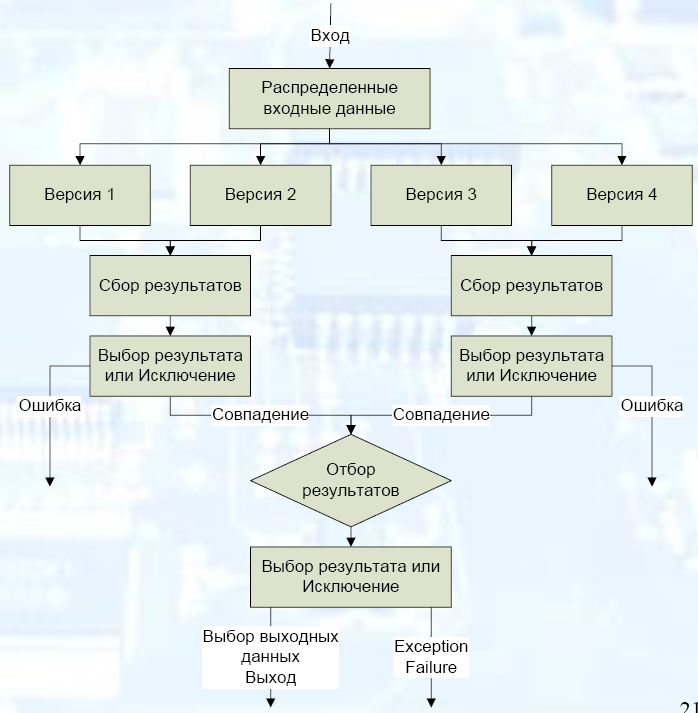 Вход
Распределенные
входные данные
Версия 1
Версия 2
Версия 3
Версия 4
Сбор результатов
Сбор результатов
Выбор результата
или Исключение
Выбор результата
или Исключение
Ошибка
Совпадение
Совпадение
Ошибка
Отбор
результатов
Выбор результата или
Исключение
Выбор выходных
данных
Выход
Exception
Failure
21